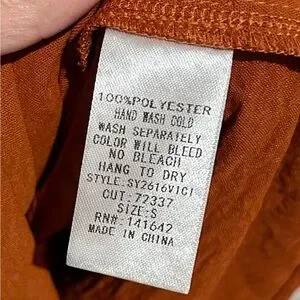 100%POLYESTER
HAND WASH COLD
WASH SEPARATELY
COLOR WILL BLEED
NO BLEACH
HANG TO DRY
STYLE:SY2616V1C1
CUT:72337
SIZE:S
RN#:141642
MADE IN CHINA